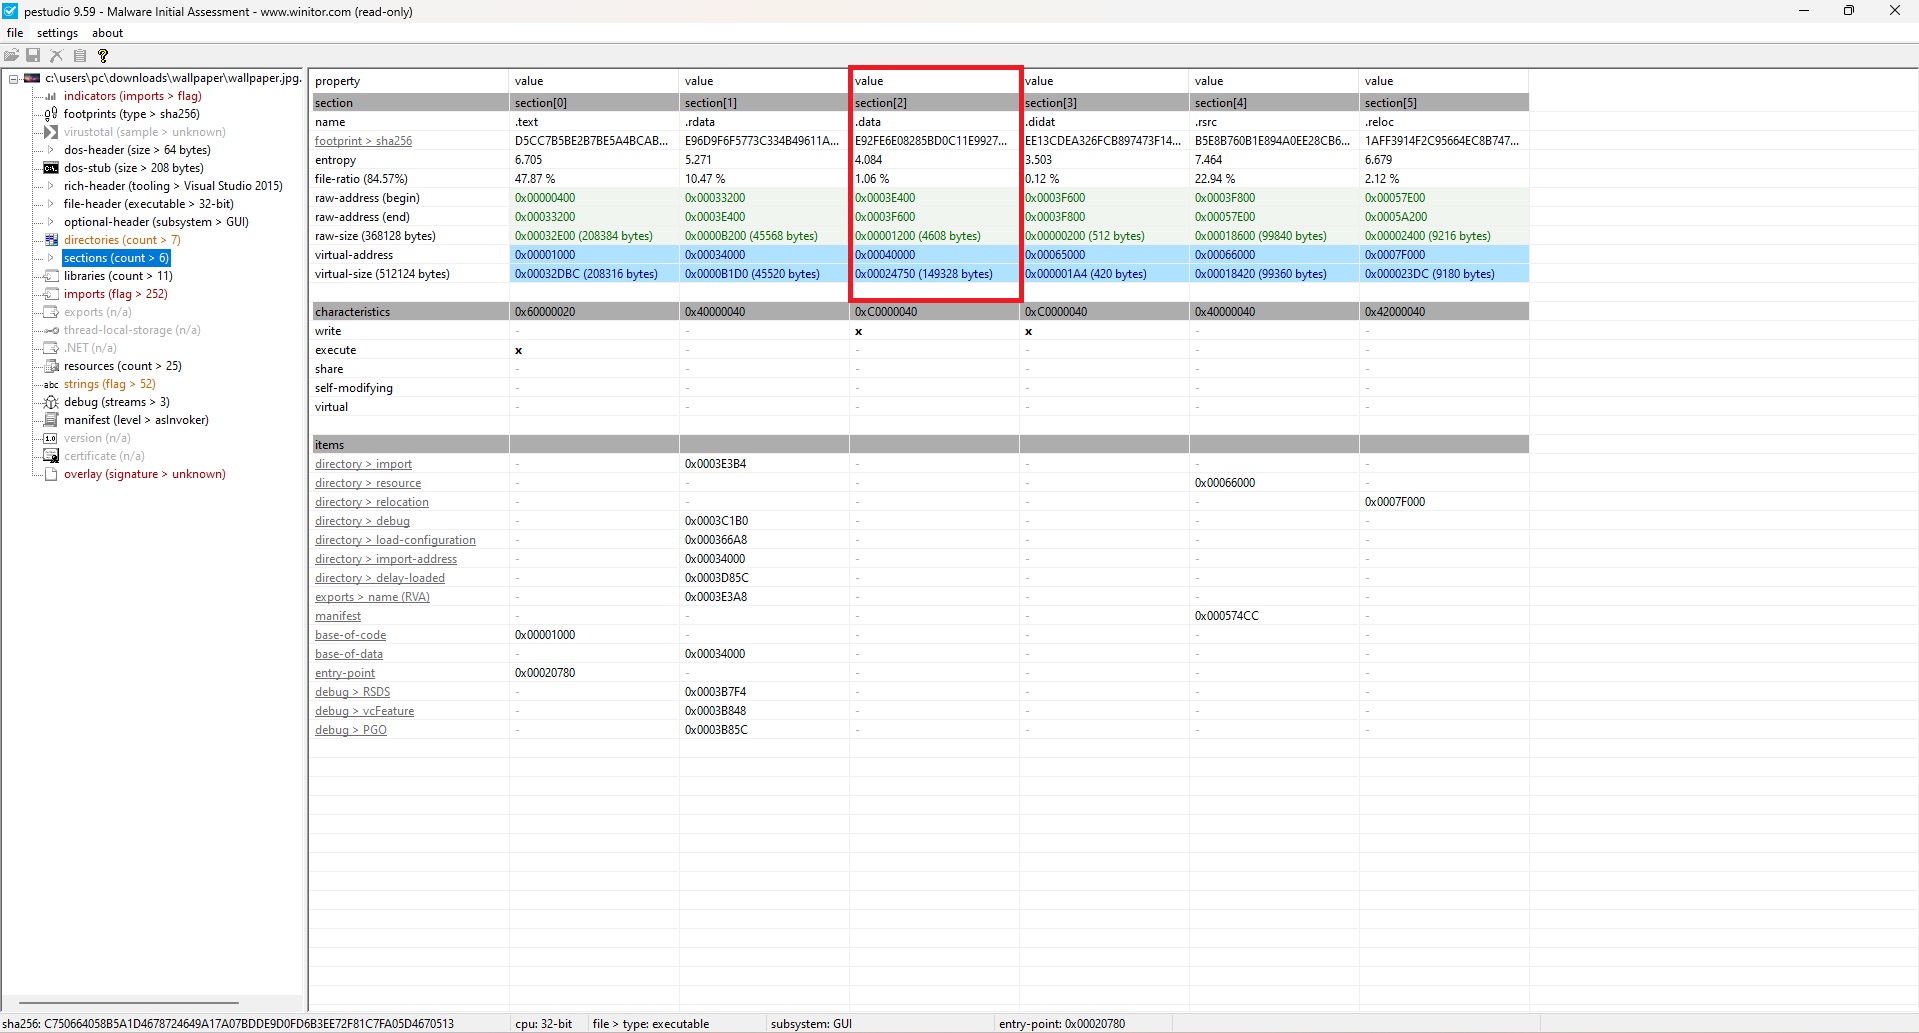 pestudio 9.59 - Malware Initial Assessment - www.winitor.com (read-only)
file settings about
c:\users\pc\downloads\wallpaper\wallpaper.jpg.
indicators (imports > flag)
footprints (type > sha256)
virustotal (sample > unknown)
dos-header (size > 64 bytes)
dos-stub (size > 208 bytes)
rich-header (tooling > Visual Studio 2015)
file-header (executable > 32-bit)
optional-header (subsystem > GUI)
directories (count > 7)
sections (count > 6)
libraries (count > 11)
imports (flag > 252)
exports (n/a)
thread-local-storage (n/a)
.NET (n/a)
resources (count > 25)
abc strings (flag > 52)
debug (streams > 3)
manifest (level > asInvoker)
1.0 version (n/a)
certificate (n/a)
overlay (signature > unknown)
property value value value value value value
section section[0] section[1] section[2] section[3] section[4] section[5]
name .text .rdata .data .didat .rsrc .reloc
footprint > sha256 D5CC7B5BE2B7BE5A4BCAB... E96D9F6F5773C334B49611A... E92FE6E08285BD0C11E9927... EE13CDEA326FCB897473F14... B5E8B760B1E894A0EE28CB6... 1AFF3914F2C95664EC8B747...
entropy 6.705 5.271 4.084 3.503 7.464 6.679
file-ratio (84.57%) 47.87 % 10.47 % 1.06 % 0.12 % 22.94 % 2.12 %
raw-address (begin) 0x00000400 0x00033200 0x0003E400 0x0003F600 0x0003F800 0x00057E00
raw-address (end) 0x00033200 0x0003E400 0x0003F600 0x0003F800 0x00057E00 0x0005A200
raw-size (368128 bytes) 0x00032E00 (208384 bytes) 0x0000B200 (45568 bytes) 0x00001200 (4608 bytes) 0x00000200 (512 bytes) 0x00018600 (99840 bytes) 0x00002400 (9216 bytes)
virtual-address 0x00001000 0x00034000 0x00040000 0x00065000 0x00066000 0x0007F000
virtual-size (512124 bytes) 0x00032DBC (208316 bytes) 0x0000B1D0 (45520 bytes) 0x00024750 (149328 bytes) 0x000001A4 (420 bytes) 0x00018420 (99360 bytes) 0x000023DC (9180 bytes)
characteristics 0x60000020 0x40000040 0xC0000040 0xC0000040 0x40000040 0x42000040
write - - x x - -
execute x - - - - -
share - - - - - -
self-modifying - - - - - -
virtual - - - - - -
items
directory > import - 0x0003E3B4 - - - -
directory > resource - - - - 0x00066000 -
directory > relocation - - - - - 0x0007F000
directory > debug - 0x0003C1B0 - - - -
directory > load-configuration - 0x000366A8 - - - -
directory > import-address - 0x00034000 - - - -
directory > delay-loaded - 0x0003D85C - - - -
exports > name (RVA) - 0x0003E3A8 - - - -
manifest - - - - 0x000574CC -
base-of-code 0x00001000 - - - - -
base-of-data - 0x00034000 - - - -
entry-point 0x00020780 - - - - -
debug > RSDS - 0x0003B7F4 - - - -
debug > vcFeature - 0x0003B848 - - - -
debug > PGO - 0x0003B85C - - - -
sha256: C750664058B5A1D4678724649A17A07BDDE9D0FD6B3EE72F81C7FA05D4670513 cpu: 32-bit file > type: executable subsystem: GUI entry-point: 0x00020780